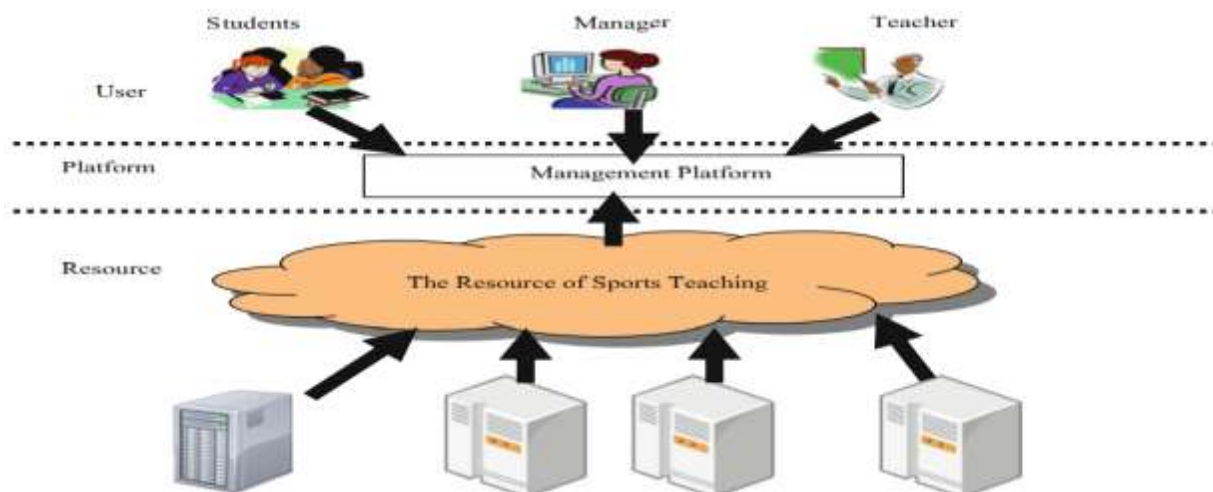 Students
Manager
Teacher
User
Platform
Management Platform
Resource
The Resource of Sports Teaching